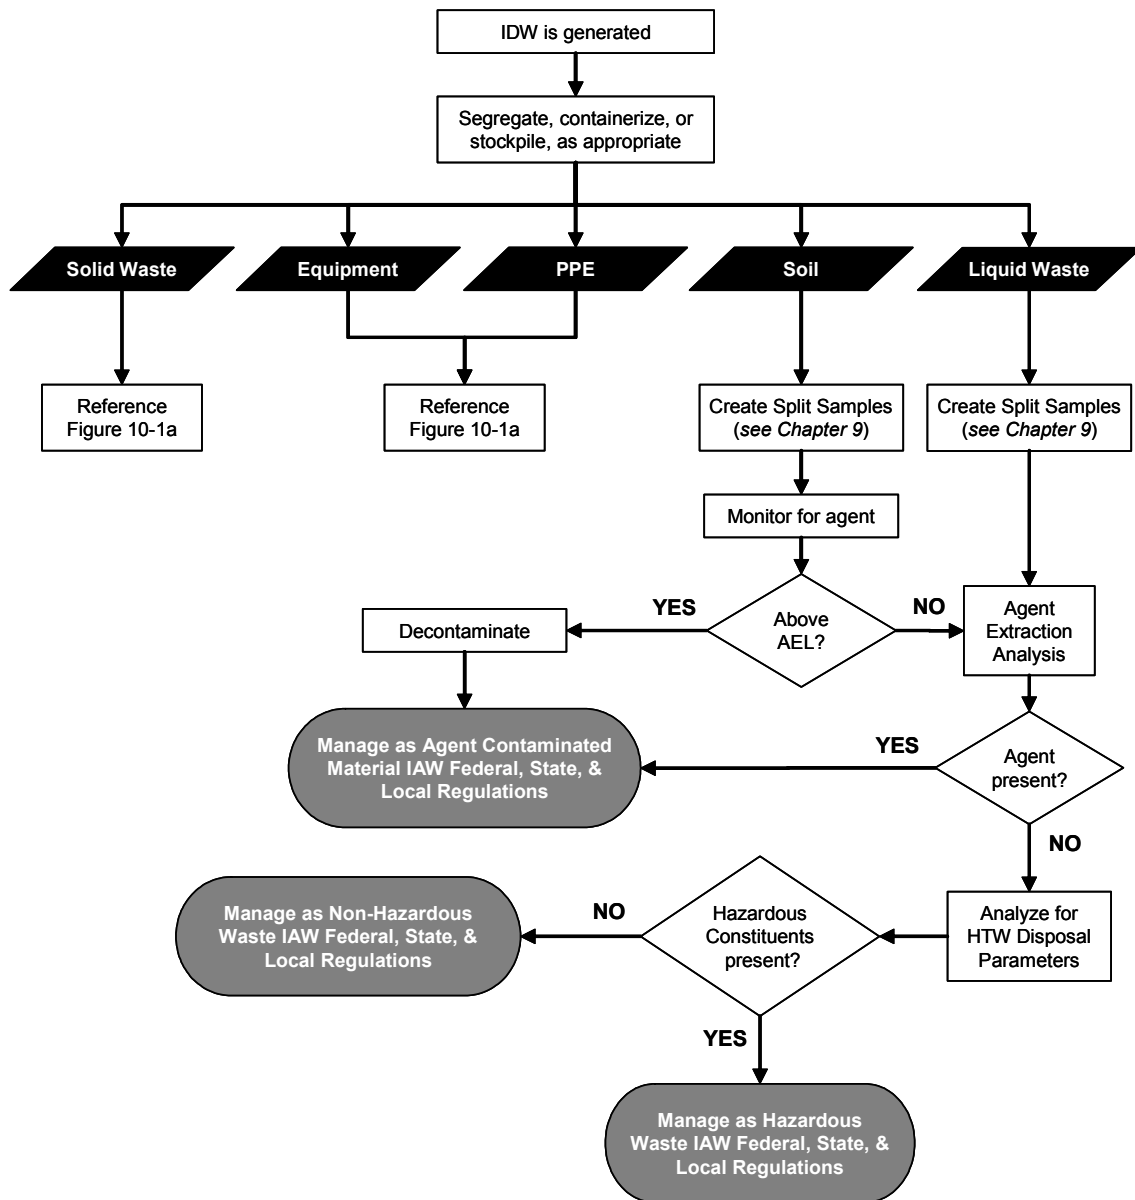 IDW is generated
Segregate, containerize, or
stockpile, as appropriate
Solid Waste
Equipment
PPE
Soil
Liquid Waste
Reference
Figure 10-1a
Reference
Figure 10-1a
Create Split Samples
(see Chapter 9)
Create Split Samples
(see Chapter 9)
Monitor for agent
YES
Above
AEL?
NO
Decontaminate
Agent
Extraction
Analysis
Manage as Agent Contaminated
Material IAW Federal, State, &
Local Regulations
YES
Agent
present?
NO
Manage as Non-Hazardous
Waste IAW Federal, State, &
Local Regulations
NO
Hazardous
Constituents
present?
Analyze for
HTW Disposal
Parameters
YES
Manage as Hazardous
Waste IAW Federal, State, &
Local Regulations